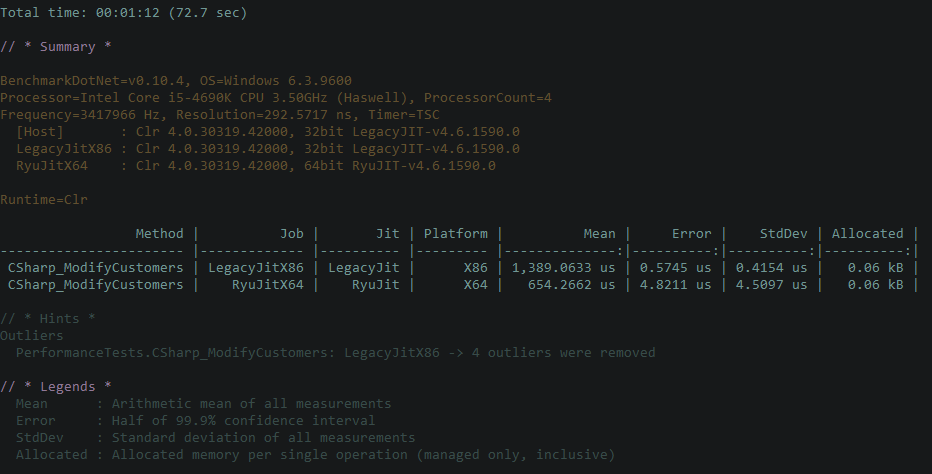 Total time: 00:01:12 (72.7 sec)
// * Summary *
BenchmarkDotNet=v0.10.4, OS=Windows 6.3.9600
Processor=Intel Core i5-4690K CPU 3.50GHz (Haswell), ProcessorCount=4
Frequency=3417966 Hz, Resolution=292.5717 ns, Timer=TSC
  [Host]       : Clr 4.0.30319.42000, 32bit LegacyJIT-v4.6.1590.0
  LegacyJitX86 : Clr 4.0.30319.42000, 32bit LegacyJIT-v4.6.1590.0
  RyuJitX64    : Clr 4.0.30319.42000, 64bit RyuJIT-v4.6.1590.0
Runtime=Clr
                 Method |          Job |       Jit | Platform |          Mean |     Error |    StdDev | Allocated |
----------------------- |------------- |---------- |--------- |--------------:|----------:|----------:|----------:|
 CSharp_ModifyCustomers | LegacyJitX86 | LegacyJit |      X86 | 1,389.0633 us | 0.5745 us | 0.4154 us |   0.06 kB |
 CSharp_ModifyCustomers |    RyuJitX64 |    RyuJit |      X64 |   654.2662 us | 4.8211 us | 4.5097 us |   0.06 kB |
// * Hints *
Outliers
  PerformanceTests.CSharp_ModifyCustomers: LegacyJitX86 -> 4 outliers were removed
// * Legends *
  Mean      : Arithmetic mean of all measurements
  Error     : Half of 99.9% confidence interval
  StdDev    : Standard deviation of all measurements
  Allocated : Allocated memory per single operation (managed only, inclusive)